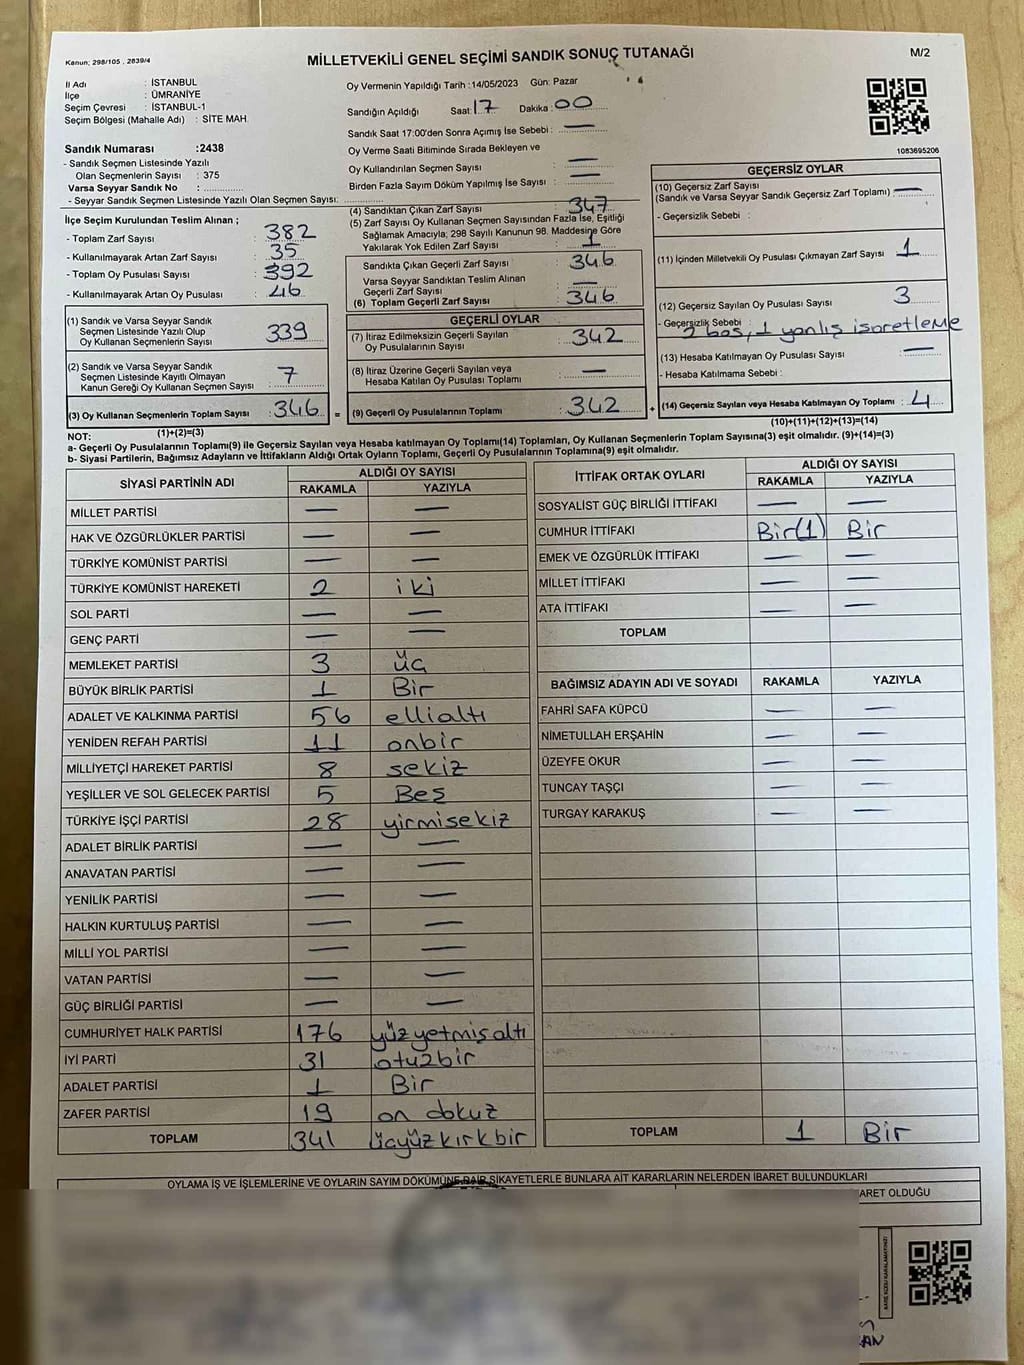 Kanun; 298/105 , 2839/4
MİLLETVEKİLİ GENEL SEÇİMİ SANDIK SONUÇ TUTANAĞI
M/2
İl Adı : İSTANBUL
İlçe : ÜMRANİYE
Seçim Çevresi : İSTANBUL-1
Seçim Bölgesi (Mahalle Adı) : SİTE MAH.
Oy Vermenin Yapıldığı Tarih :14/05/2023 Gün: Pazar
Sandığın Açıldığı Saat: 17 Dakika : 00
Sandık Saat 17:00'den Sonra Açımış İse Sebebi : —
Oy Verme Saati Bitiminde Sırada Bekleyen ve
Oy Kullandırılan Seçmen Sayısı —
Birden Fazla Sayım Döküm Yapılmış İse Sayısı : —
1083695206
Sandık Numarası :2438
- Sandık Seçmen Listesinde Yazılı
Olan Seçmenlerin Sayısı : 375
Varsa Seyyar Sandık No : ..............
- Seyyar Sandık Seçmen Listesinde Yazılı Olan Seçmen Sayısı: ..............
İlçe Seçim Kurulundan Teslim Alınan ;
- Toplam Zarf Sayısı : 382
- Kullanılmayarak Artan Zarf Sayısı : 35
- Toplam Oy Pusulası Sayısı : 392
- Kullanılmayarak Artan Oy Pusulası : 46
(1) Sandık ve Varsa Seyyar Sandık
Seçmen Listesinde Yazılı Olup
Oy Kullanan Seçmenlerin Sayısı : 339
(2) Sandık ve Varsa Seyyar Sandık
Seçmen Listesinde Kayıtlı Olmayan
Kanun Gereği Oy Kullanan Seçmen Sayısı : 7
(3) Oy Kullanan Seçmenlerin Toplam Sayısı : 346 =
(1)+(2)=(3)
(4) Sandıktan Çıkan Zarf Sayısı : 347
(5) Zarf Sayısı Oy Kullanan Seçmen Sayısından Fazla İse, Eşitliği
Sağlamak Amacıyla; 298 Sayılı Kanunun 98. Maddesine Göre
Yakılarak Yok Edilen Zarf Sayısı : 1
Sandıkta Çıkan Geçerli Zarf Sayısı : 346
Varsa Seyyar Sandıktan Teslim Alınan
Geçerli Zarf Sayısı : —
(6) Toplam Geçerli Zarf Sayısı : 346
GEÇERLİ OYLAR
(7) İtiraz Edilmeksizin Geçerli Sayılan
Oy Pusulalarının Sayısı : 342
(8) İtiraz Üzerine Geçerli Sayılan veya
Hesaba Katılan Oy Pusulası Toplamı : —
(9) Geçerli Oy Pusulalarının Toplamı : 342 +
GEÇERSİZ OYLAR
(10) Geçersiz Zarf Sayısı
(Sandık ve Varsa Seyyar Sandık Geçersiz Zarf Toplamı) : —
- Geçersizlik Sebebi :
(11) İçinden Milletvekili Oy Pusulası Çıkmayan Zarf Sayısı : 1
(12) Geçersiz Sayılan Oy Pusulası Sayısı : 3
- Geçersizlik Sebebi : 2 boş, 1 yanlış isaretleme
(13) Hesaba Katılmayan Oy Pusulası Sayısı : —
- Hesaba Katılmama Sebebi :
(14) Geçersiz Sayılan veya Hesaba Katılmayan Oy Toplamı : 4
(10)+(11)+(12)+(13)=(14)
NOT:
a- Geçerli Oy Pusulalarının Toplamı(9) ile Geçersiz Sayılan veya Hesaba katılmayan Oy Toplamı(14) Toplamları, Oy Kullanan Seçmenlerin Toplam Sayısına(3) eşit olmalıdır. (9)+(14)=(3)
b- Siyasi Partilerin, Bağımsız Adayların ve İttifakların Aldığı Ortak Oyların Toplamı, Geçerli Oy Pusulalarının Toplamına(9) eşit olmalıdır.
SİYASİ PARTİNİN ADI ALDIĞI OY SAYISI
RAKAMLA YAZIYLA
MİLLET PARTİSİ — —
HAK VE ÖZGÜRLÜKLER PARTİSİ — —
TÜRKİYE KOMÜNİST PARTİSİ — —
TÜRKİYE KOMÜNİST HAREKETİ 2 iki
SOL PARTİ — —
GENÇ PARTİ — —
MEMLEKET PARTİSİ 3 üç
BÜYÜK BİRLİK PARTİSİ 1 Bir
ADALET VE KALKINMA PARTİSİ 56 ellialtı
YENİDEN REFAH PARTİSİ 11 onbir
MİLLİYETÇİ HAREKET PARTİSİ 8 sekiz
YEŞİLLER VE SOL GELECEK PARTİSİ 5 Beş
TÜRKİYE İŞÇİ PARTİSİ 28 yirmisekiz
ADALET BİRLİK PARTİSİ — —
ANAVATAN PARTİSİ — —
YENİLİK PARTİSİ — —
HALKIN KURTULUŞ PARTİSİ — —
MİLLİ YOL PARTİSİ — —
VATAN PARTİSİ — —
GÜÇ BİRLİĞİ PARTİSİ — —
CUMHURİYET HALK PARTİSİ 176 yüzyetmişaltı
İYİ PARTİ 31 otuzbir
ADALET PARTİSİ 1 Bir
ZAFER PARTİSİ 19 on dokuz
TOPLAM 341 üçyüzkırkbir
İTTİFAK ORTAK OYLARI ALDIĞI OY SAYISI
RAKAMLA YAZIYLA
SOSYALİST GÜÇ BİRLİĞİ İTTİFAKI — —
CUMHUR İTTİFAKI Bir(1) Bir
EMEK VE ÖZGÜRLÜK İTTİFAKI — —
MİLLET İTTİFAKI — —
ATA İTTİFAKI — —
TOPLAM
BAĞIMSIZ ADAYIN ADI VE SOYADI RAKAMLA YAZIYLA
FAHRİ SAFA KÜPCÜ — —
NİMETULLAH ERŞAHİN — —
ÜZEYFE OKUR — —
TUNCAY TAŞÇI — —
TURGAY KARAKUŞ — —
TOPLAM 1 Bir
OYLAMA İŞ VE İŞLEMLERİNE VE OYLARIN SAYIM DÖKÜMÜNE DAİR ŞİKAYETLERLE BUNLARA AİT KARARLARIN NELERDEN İBARET BULUNDUKLARI
ARET OLDUĞU